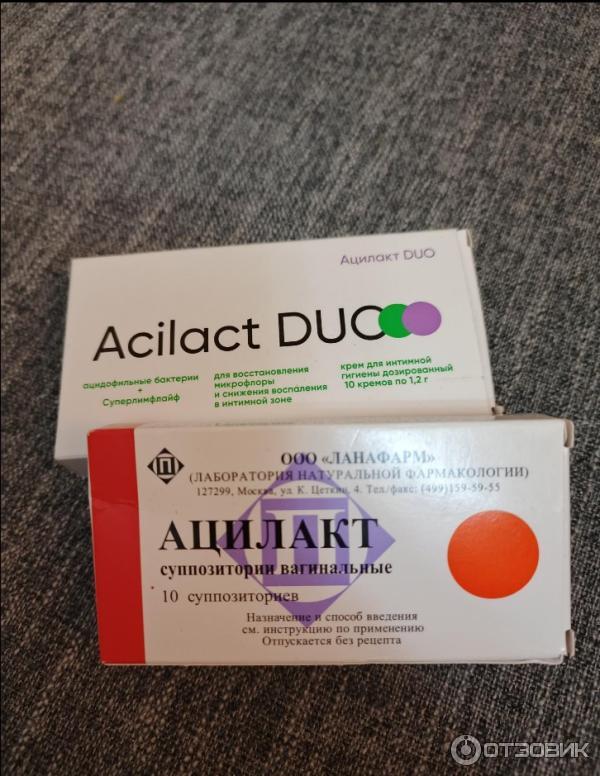 Ацилакт DUO
Acilact DUO
ацидофильные бактерии
+
Суперлимфлайф
для восстановления
микрофлоры
и снижения воспаления
в интимной зоне
крем для интимной
гигиены дозированный
10 кремов по 1,2 г
ООО «ЛАНАФАРМ»
(ЛАБОРАТОРИЯ НАТУРАЛЬНОЙ ФАРМАКОЛОГИИ)
127299, Москва, ул. К. Цеткин, 4. Тел./факс: (499)159-59-55
АЦИЛАКТ
суппозитории вагинальные
10 суппозиториев
Назначение и способ введения
см. инструкцию по применению
Отпускается без рецепта
ОТЗОВИК